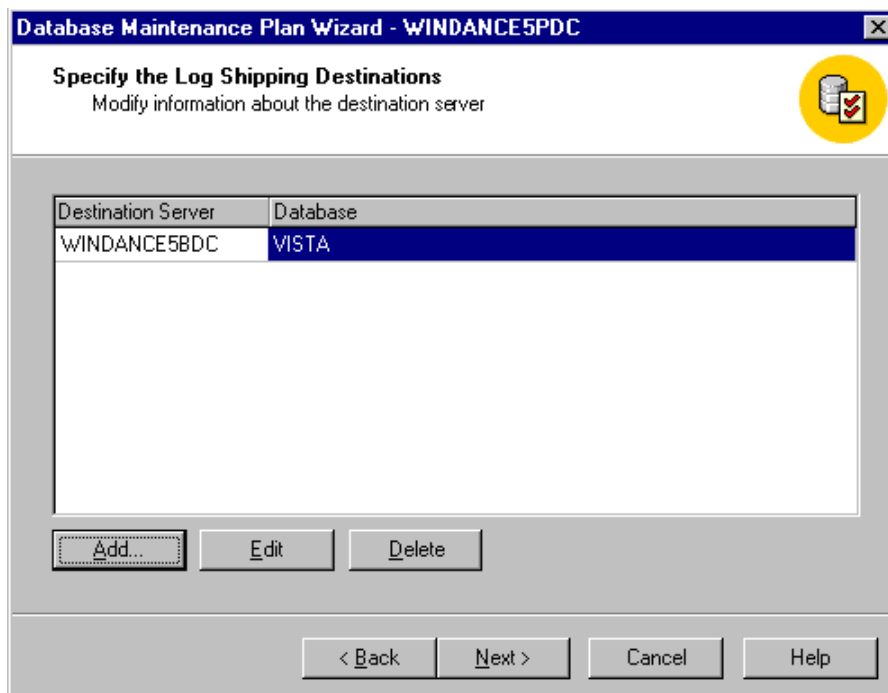 Database Maintenance Plan Wizard - WINDANCE5PDC
Specify the Log Shipping Destinations
Modify information about the destination server
Destination Server Database
WINDANCE5BDC VISTA
Add... Edit Delete
< Back Next > Cancel Help